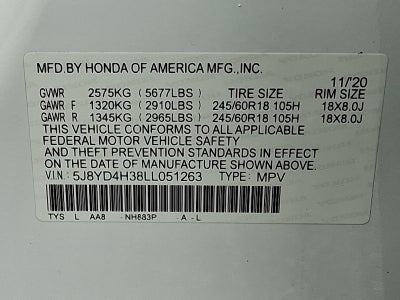 MFD.BY HONDA OF AMERICA MFG.,INC.
11/'20
GVWR 2575KG (5677LBS) TIRE SIZE RIM SIZE
GAWR F 1320KG (2910LBS) 245/60R18 105H 18X8.0J
GAWR R 1345KG (2965LBS) 245/60R18 105H 18X8.0J
THIS VEHICLE CONFORMS TO ALL APPLICABLE
FEDERAL MOTOR VEHICLE SAFETY STANDARDS
AND THEFT PREVENTION STANDARDS IN EFFECT
ON THE DATE OF MANUFACTURE SHOWN ABOVE.
V.I.N.: 5J8YD4H38LL051263 TYPE: MPV
TYS L AA8 - NH883P - A - L